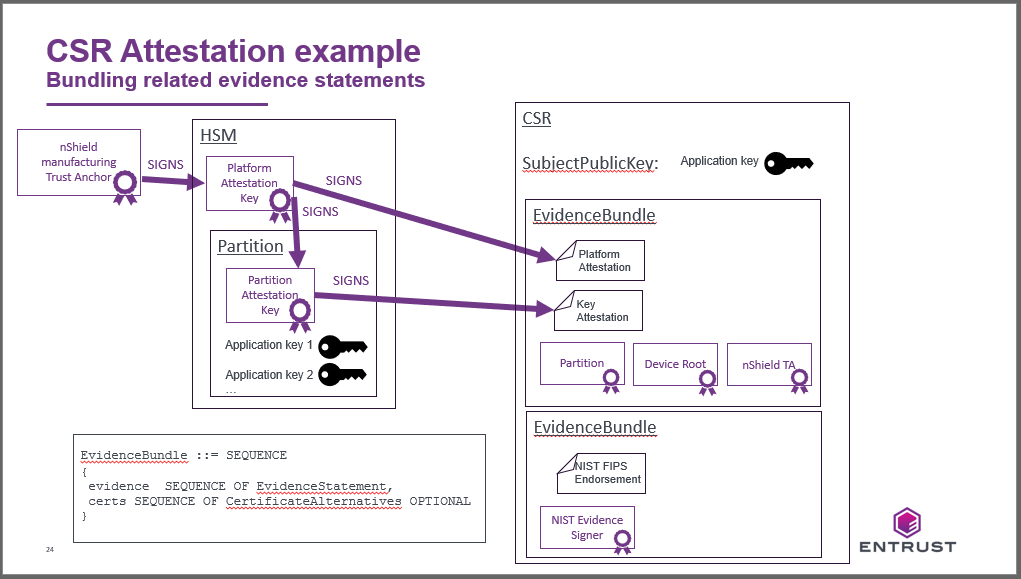 CSR Attestation example
Bundling related evidence statements
nShield
manufacturing
Trust Anchor
SIGNS
HSM
Platform
Attestation
Key
SIGNS
SIGNS
Partition
Partition
Attestation
Key
SIGNS
Application key 1
Application key 2
...
CSR
SubjectPublicKey:
Application key
EvidenceBundle
Platform
Attestation
Key
Attestation
Partition
Device Root
nShield TA
EvidenceBundle
NIST FIPS
Endorsement
NIST Evidence
Signer
EvidenceBundle ::= SEQUENCE
{
evidence SEQUENCE OF EvidenceStatement,
certs SEQUENCE OF CertificateAlternatives OPTIONAL
}
24
ENTRUST